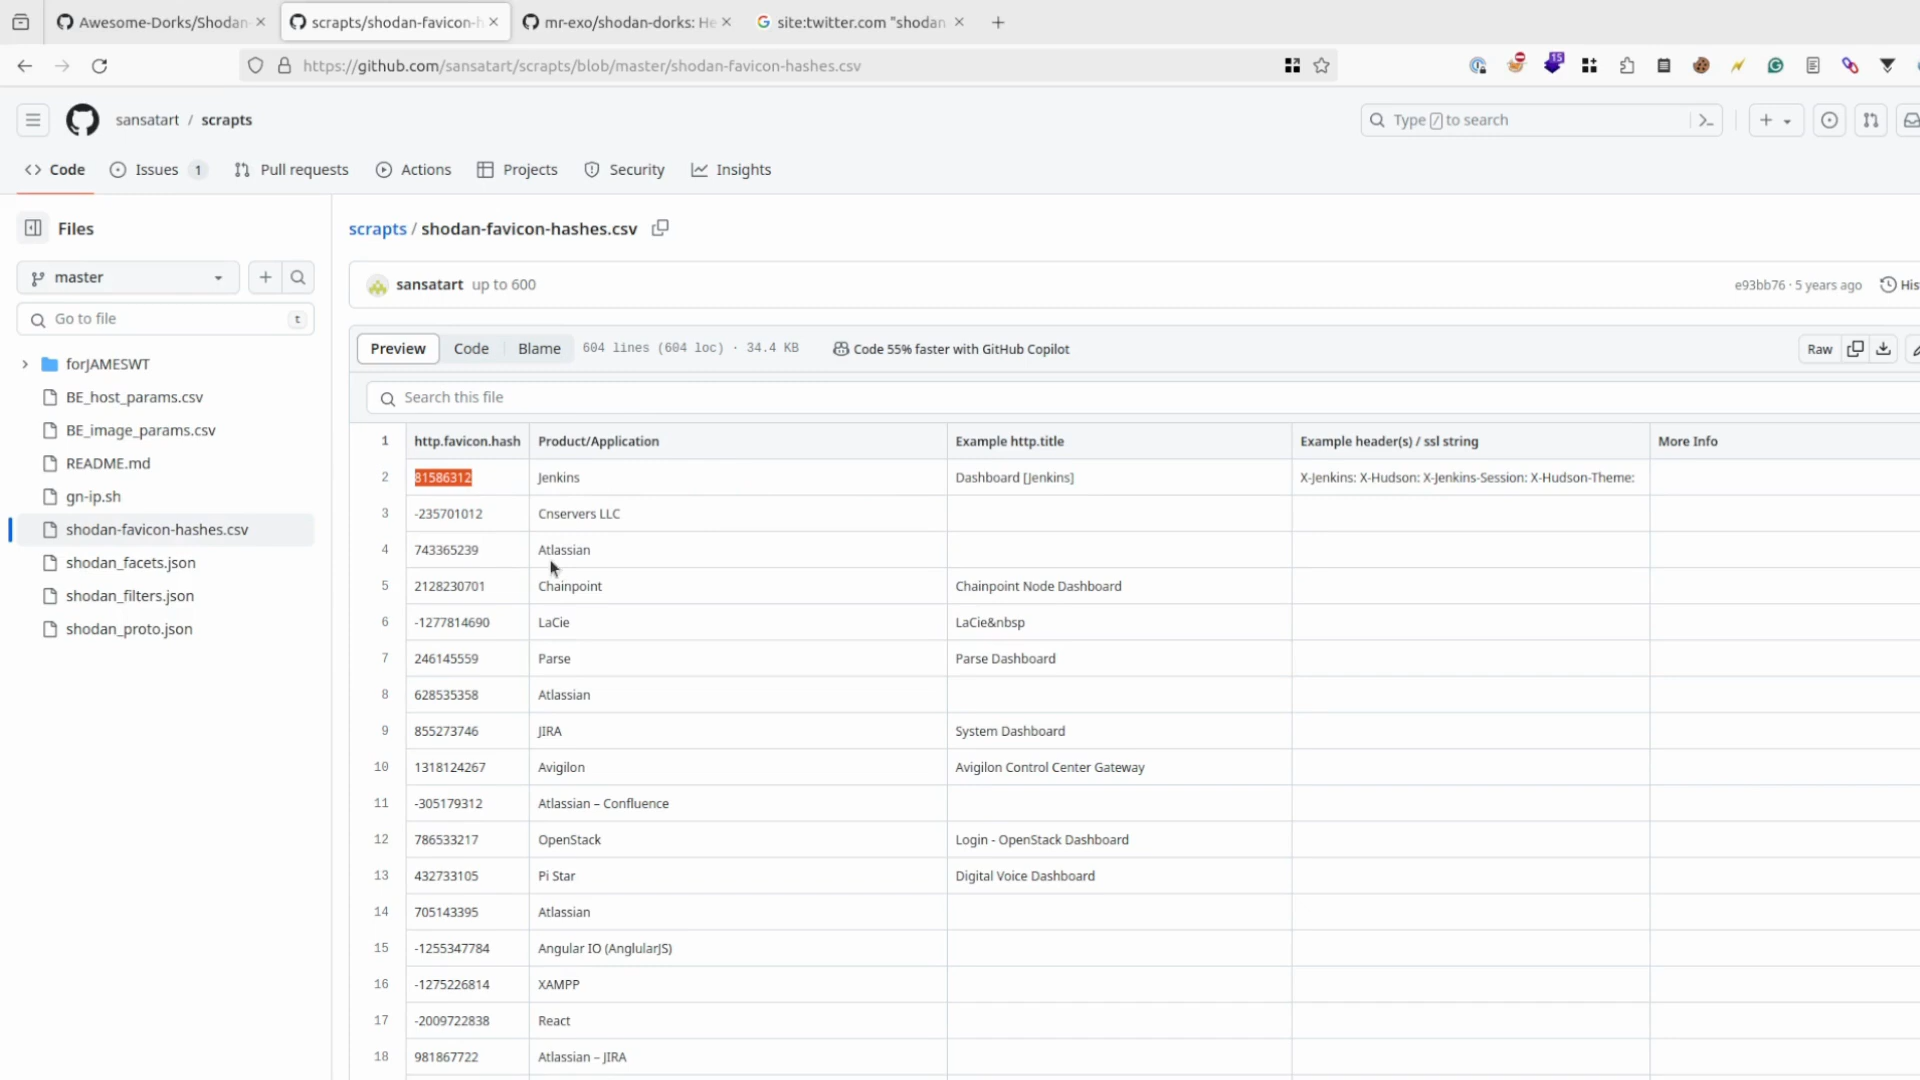 Awesome-Dorks/Shodan
scrapts/shodan-favicon-h
mr-exo/shodan-dorks: He
site:twitter.com "shodan
https://github.com/sansatart/scrapts/blob/master/shodan-favicon-hashes.csv
15
sansatart / scrapts
Type / to search
Code
Issues 1
Pull requests
Actions
Projects
Security
Insights
Files
master
Go to file
t
forJAMESWT
BE_host_params.csv
BE_image_params.csv
README.md
gn-ip.sh
shodan-favicon-hashes.csv
shodan_facets.json
shodan_filters.json
shodan_proto.json
scrapts / shodan-favicon-hashes.csv
sansatart up to 600
e93bb76 · 5 years ago
His
Preview Code Blame 604 lines (604 loc) · 34.4 KB
Code 55% faster with GitHub Copilot
Raw
Search this file
1 http.favicon.hash Product/Application Example http.title Example header(s) / ssl string More Info
2 81586312 Jenkins Dashboard [Jenkins] X-Jenkins: X-Hudson: X-Jenkins-Session: X-Hudson-Theme:
3 -235701012 Cnservers LLC
4 743365239 Atlassian
5 2128230701 Chainpoint Chainpoint Node Dashboard
6 -1277814690 LaCie LaCie&nbsp
7 246145559 Parse Parse Dashboard
8 628535358 Atlassian
9 855273746 JIRA System Dashboard
10 1318124267 Avigilon Avigilon Control Center Gateway
11 -305179312 Atlassian – Confluence
12 786533217 OpenStack Login - OpenStack Dashboard
13 432733105 Pi Star Digital Voice Dashboard
14 705143395 Atlassian
15 -1255347784 Angular IO (AnglularJS)
16 -1275226814 XAMPP
17 -2009722838 React
18 981867722 Atlassian – JIRA